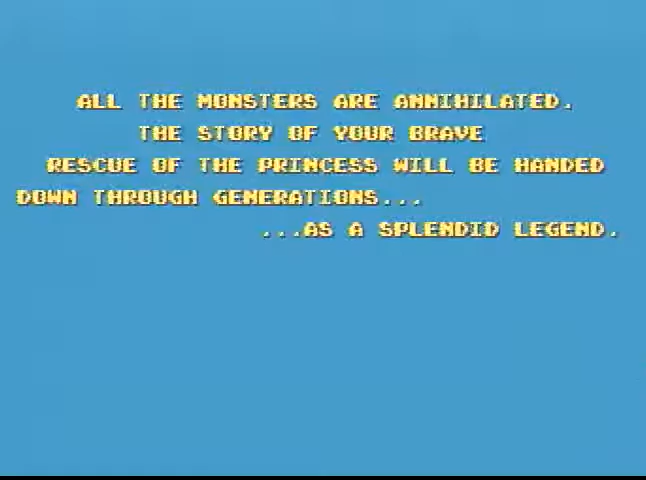 ALL THE MONSTERS ARE ANNIHILATED.
THE STORY OF YOUR BRAVE
RESCUE OF THE PRINCESS WILL BE HANDED
DOWN THROUGH GENERATIONS...
...AS A SPLENDID LEGEND.